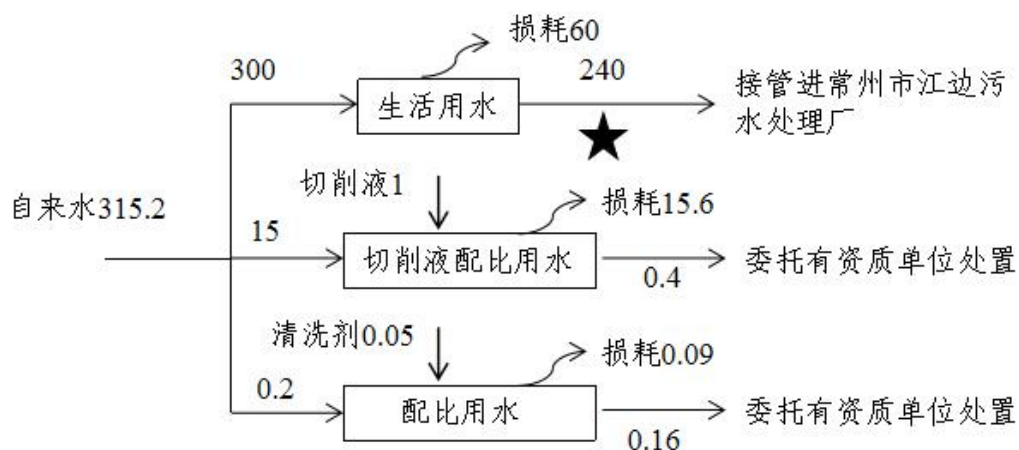 损耗60
300
240
生活用水
接管进常州市江边污
水处理厂
切削液1
损耗15.6
自来水315.2
15
切削液配比用水
0.4
委托有资质单位处置
清洗剂0.05
损耗0.09
0.2
配比用水
0.16
委托有资质单位处置